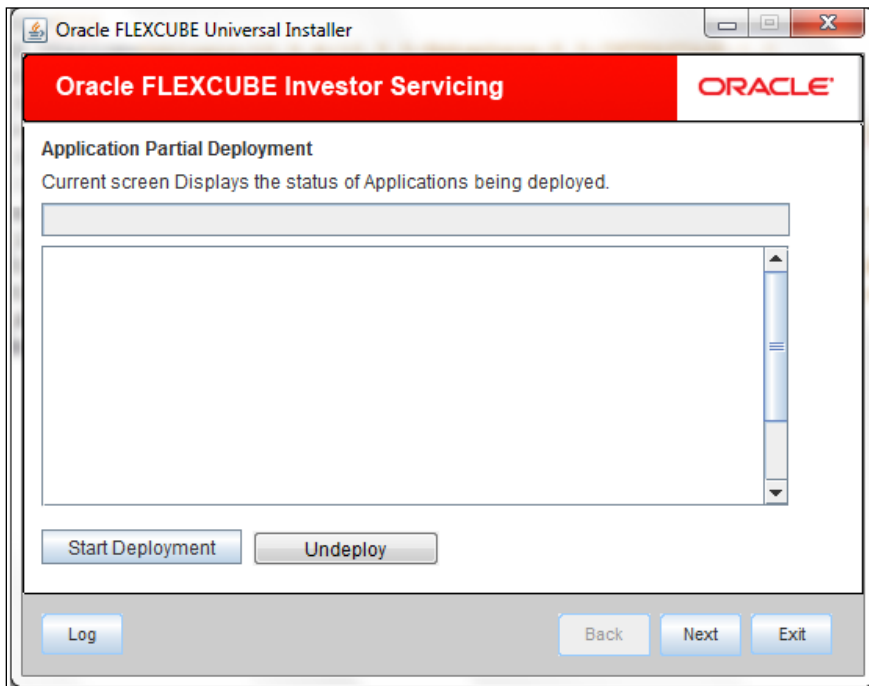 Oracle FLEXCUBE Universal Installer
Oracle FLEXCUBE Investor Servicing ORACLE
Application Partial Deployment
Current screen Displays the status of Applications being deployed.
Start Deployment Undeploy
Log Back Next Exit